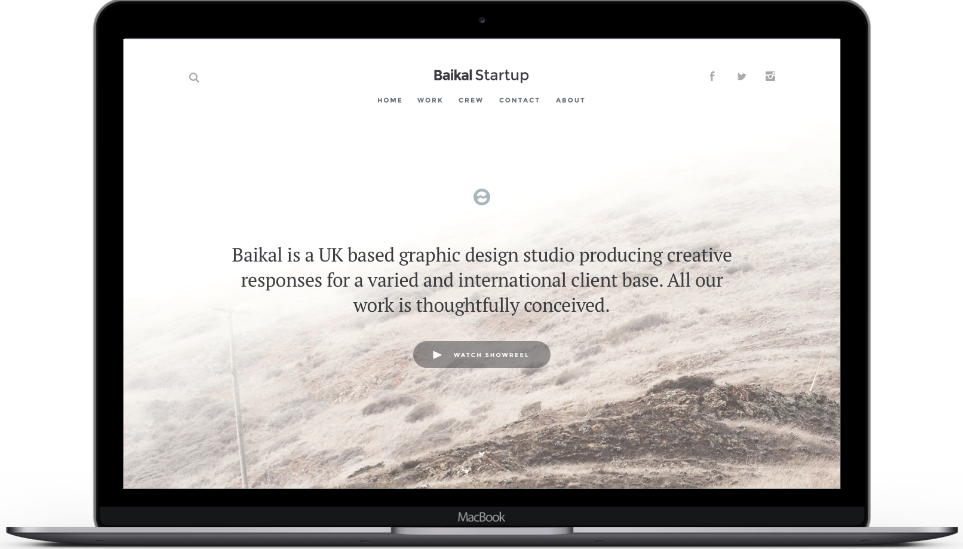 Baikal Startup
HOME WORK CREW CONTACT ABOUT
Baikal is a UK based graphic design studio producing creative
responses for a varied and international client base. All our
work is thoughtfully conceived.
WATCH SHOWREEL
MacBook